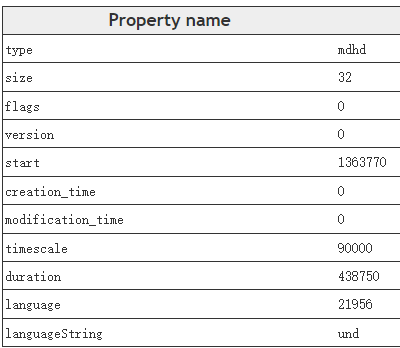 Property name
type mdhd
size 32
flags 0
version 0
start 1363770
creation_time 0
modification_time 0
timescale 90000
duration 438750
language 21956
languageString und